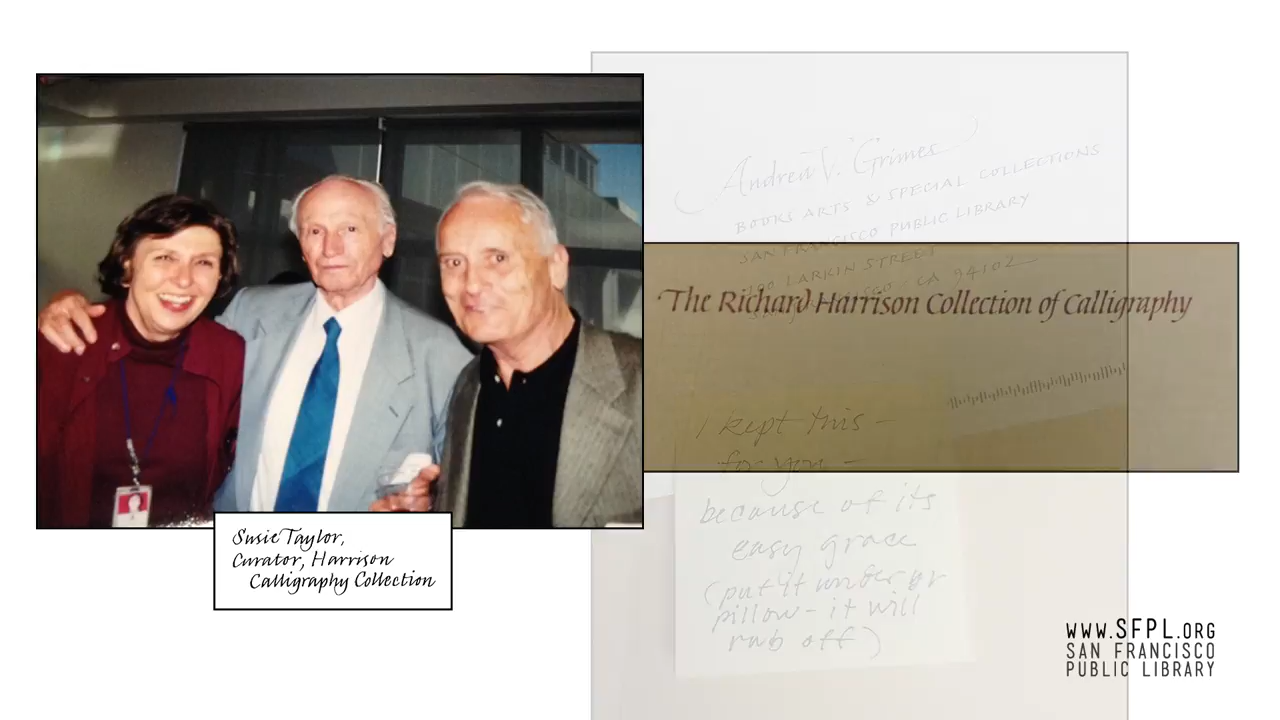 Susie Taylor,
Curator, Harrison
Calligraphy Collection
Andrew V. Grimes
BOOKS ARTS & SPECIAL COLLECTIONS
SAN FRANCISCO PUBLIC LIBRARY
LARKIN STREET
CA 94102
The Richard Harrison Collection of Calligraphy
I kept this –
for you –
because of its
easy grace
(put it under yr
pillow – it will
rub off)
WWW.SFPL.ORG
SAN FRANCISCO
PUBLIC LIBRARY